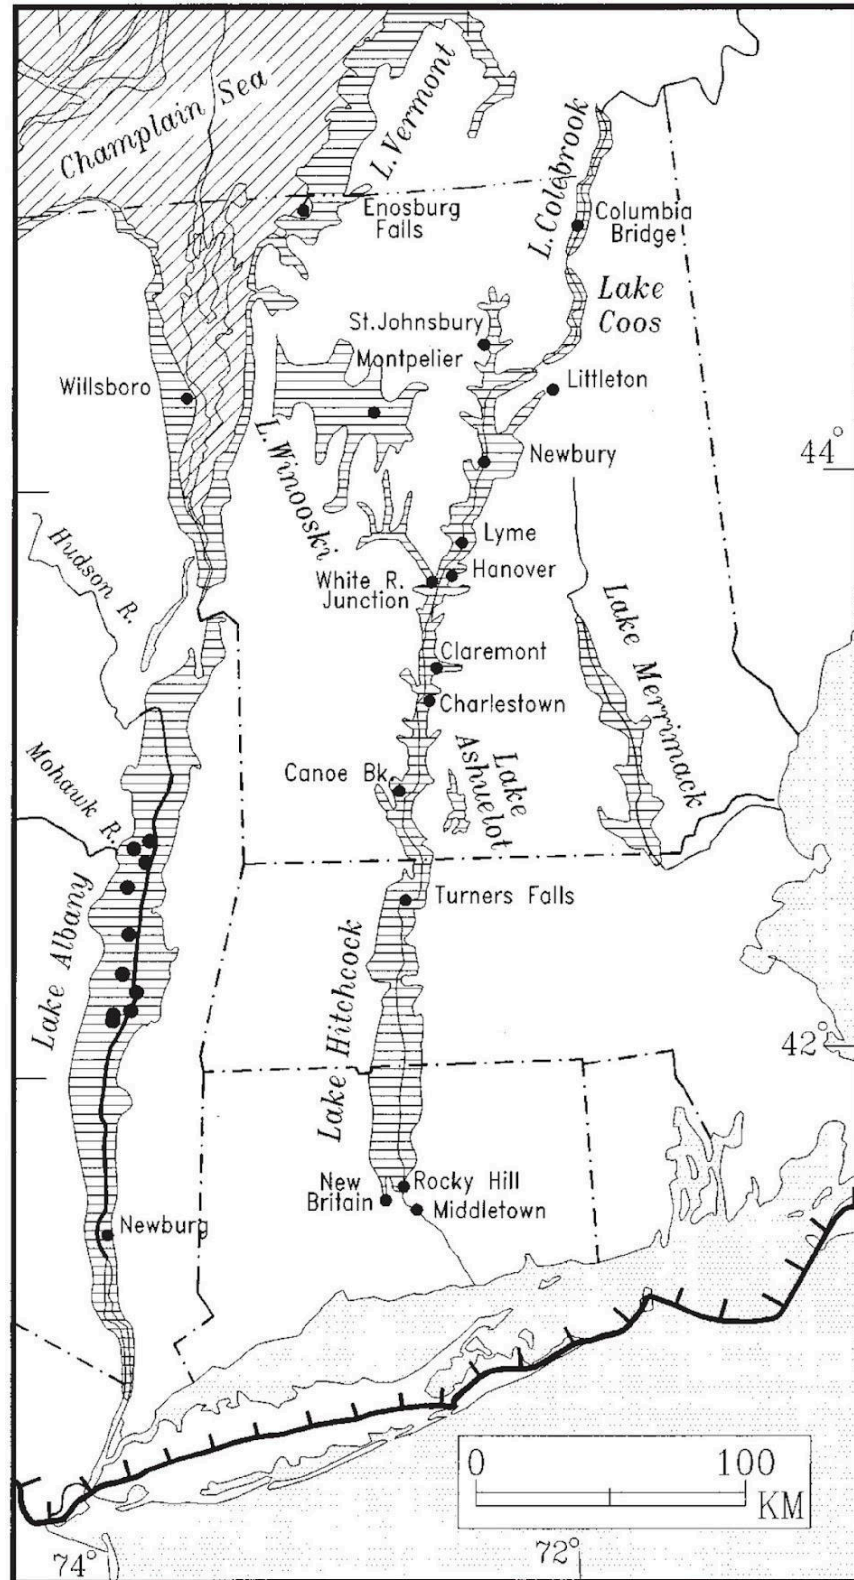 Champlain Sea
L. Vermont
L. Colebrook
Enosburg
Falls
Columbia
Bridge
Lake
Coos
St. Johnsbury
Montpelier
Willsboro
Littleton
L. Winooski
Newbury
44°
Hudson R.
Lyme
Hanover
White R.
Junction
Lake Merrimack
Claremont
Charlestown
Mohawk R.
Canoe Bk.
Lake
Ashuelot
Lake Albany
Turners Falls
Lake Hitchcock
42°
New
Britain
Rocky Hill
Middletown
Newburg
0 100
KM
74°
72°